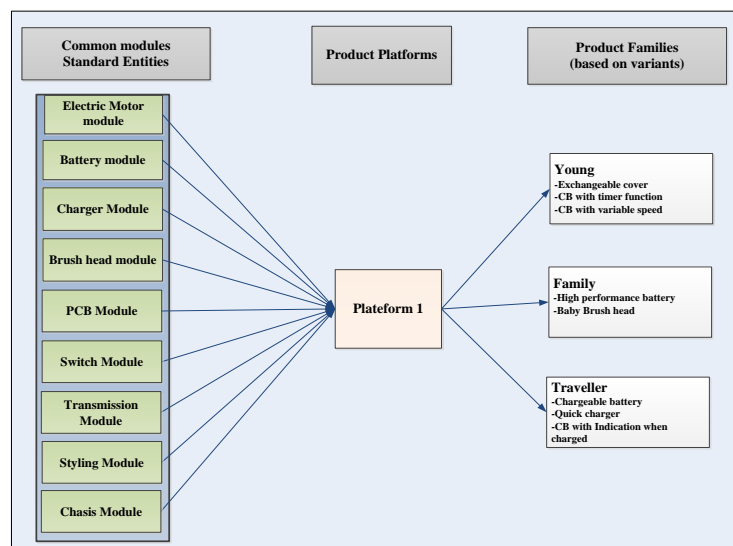 Common modules
Standard Entities
Product Platforms
Product Families
(based on variants)
Electric Motor
module
Battery module
Charger Module
Brush head module
PCB Module
Switch Module
Transmission
Module
Styling Module
Chasis Module
Plateform 1
Young
-Exchangeable cover
-CB with timer function
-CB with variable speed
Family
-High performance battery
-Baby Brush head
Traveller
-Chargeable battery
-Quick charger
-CB with Indication when
charged